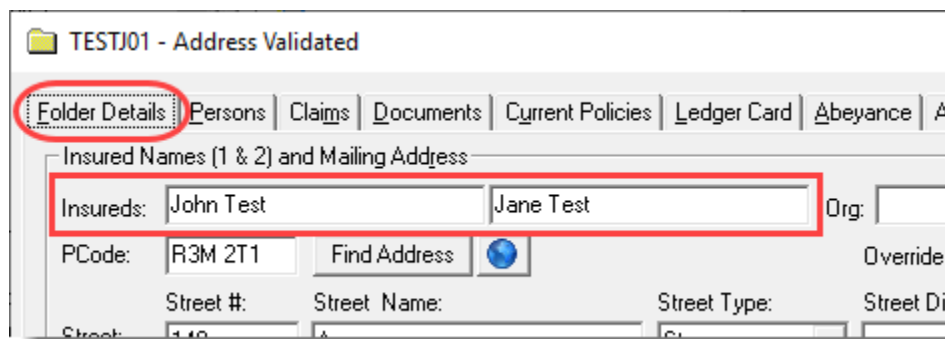 TESTJ01 - Address Validated
Folder Details Persons Claims Documents Current Policies Ledger Card Abeyance
Insured Names (1 & 2) and Mailing Address
Insureds: John Test Jane Test Org:
PCode: R3M 2T1 Find Address Override
Street #: Street Name: Street Type: Street Di
Street: